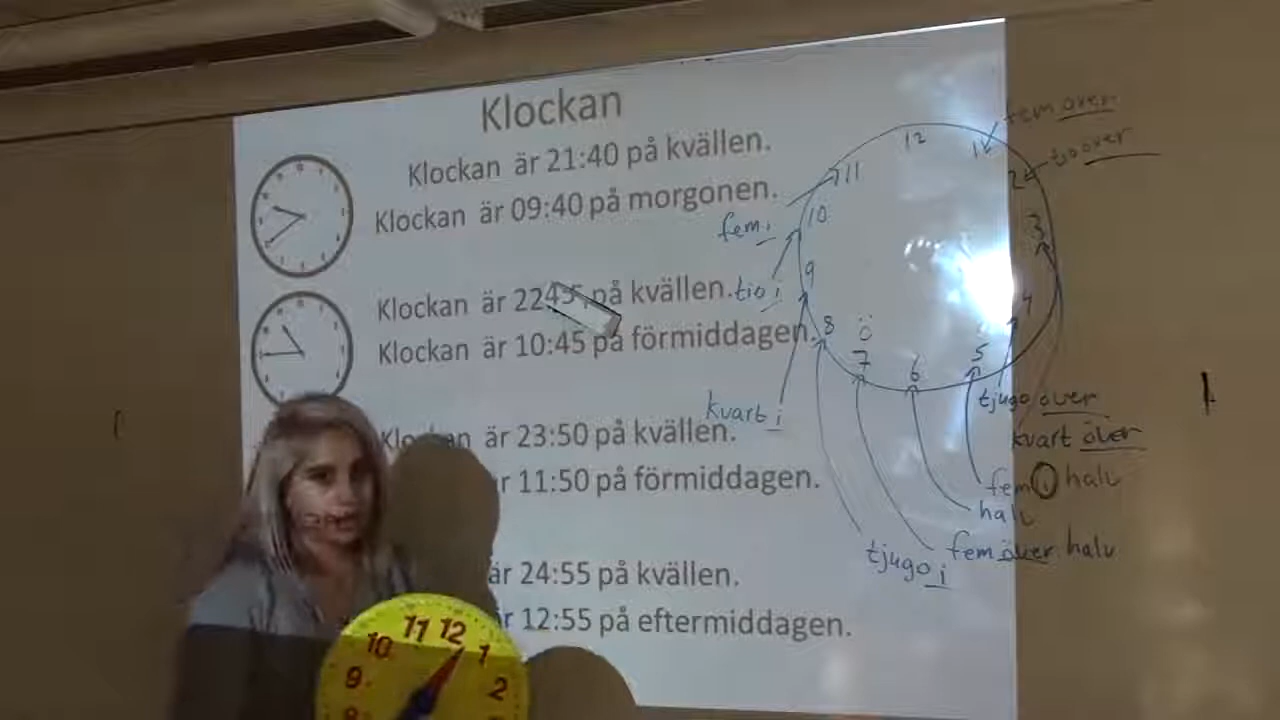 Klockan
Klockan är 21:40 på kvällen.
Klockan är 09:40 på morgonen.
Klockan är 22 på kvällen.
Klockan är 10:45 på förmiddagen.
är 23:50 på kvällen.
11:50 på förmiddagen.
är 24:55 på kvällen.
12:55 på eftermiddagen.
fem över
tio över
12
1
2
3
4
5
6
7
8
9
10
11
ö
fem i
tio i
kvart i
tjugo över
kvart över
fem i halv
halv
fem över halv
tjugo i
11 12 1
10 2
9
8